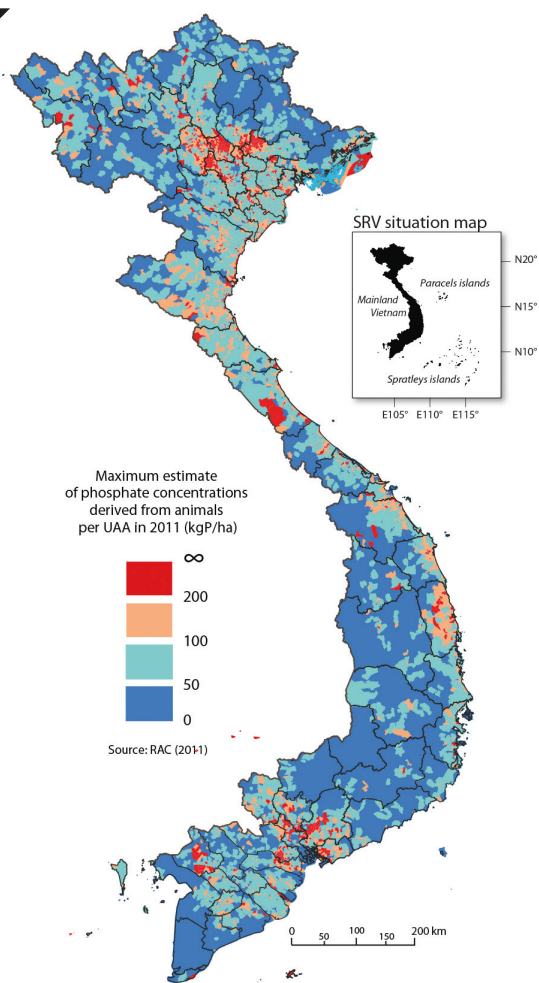 SRV situation map
N20°
Paracels islands
Mainland
Vietnam
N15°
N10°
Spratleys islands
E105° E110° E115°
Maximum estimate
of phosphate concentrations
derived from animals
per UAA in 2011 (kgP/ha)
∞
200
100
50
0
Source: RAC (2011)
0 50 100 150 200 km